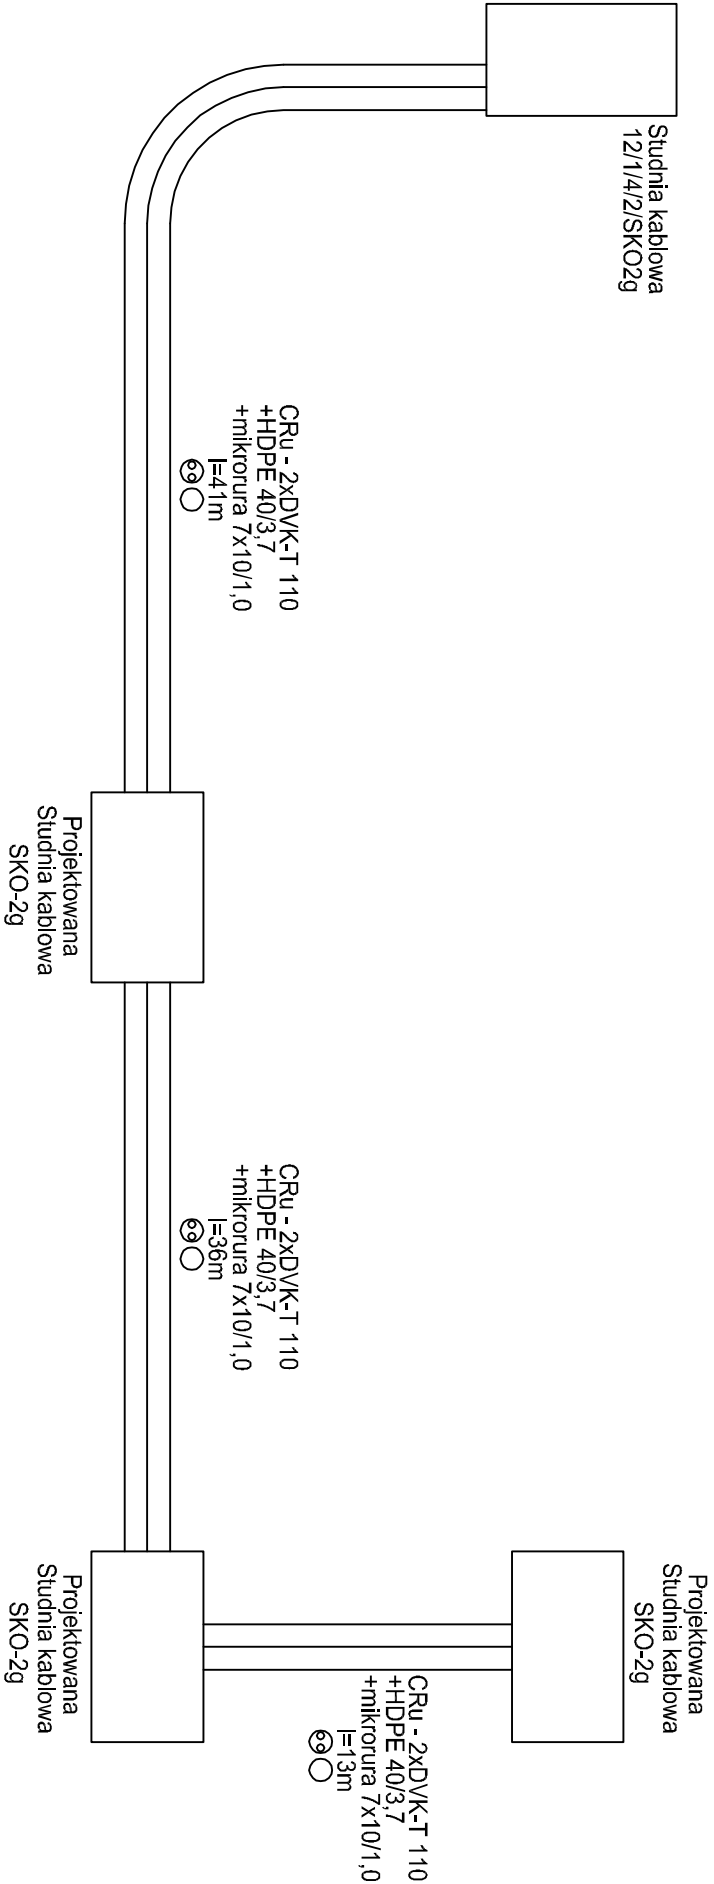 Studnia kablowa
12/1/4/2/SKO2g
CRu - 2xDVK-T 110
+HDPE 40/3,7
+mikrorura 7x10/1,0
l=41m
Projektowana
Studnia kablowa
SKO-2g
CRu - 2xDVK-T 110
+HDPE 40/3,7
+mikrorura 7x10/1,0
l=36m
Projektowana
Studnia kablowa
SKO-2g
CRu - 2xDVK-T 110
+HDPE 40/3,7
+mikrorura 7x10/1,0
l=13m
Projektowana
Studnia kablowa
SKO-2g